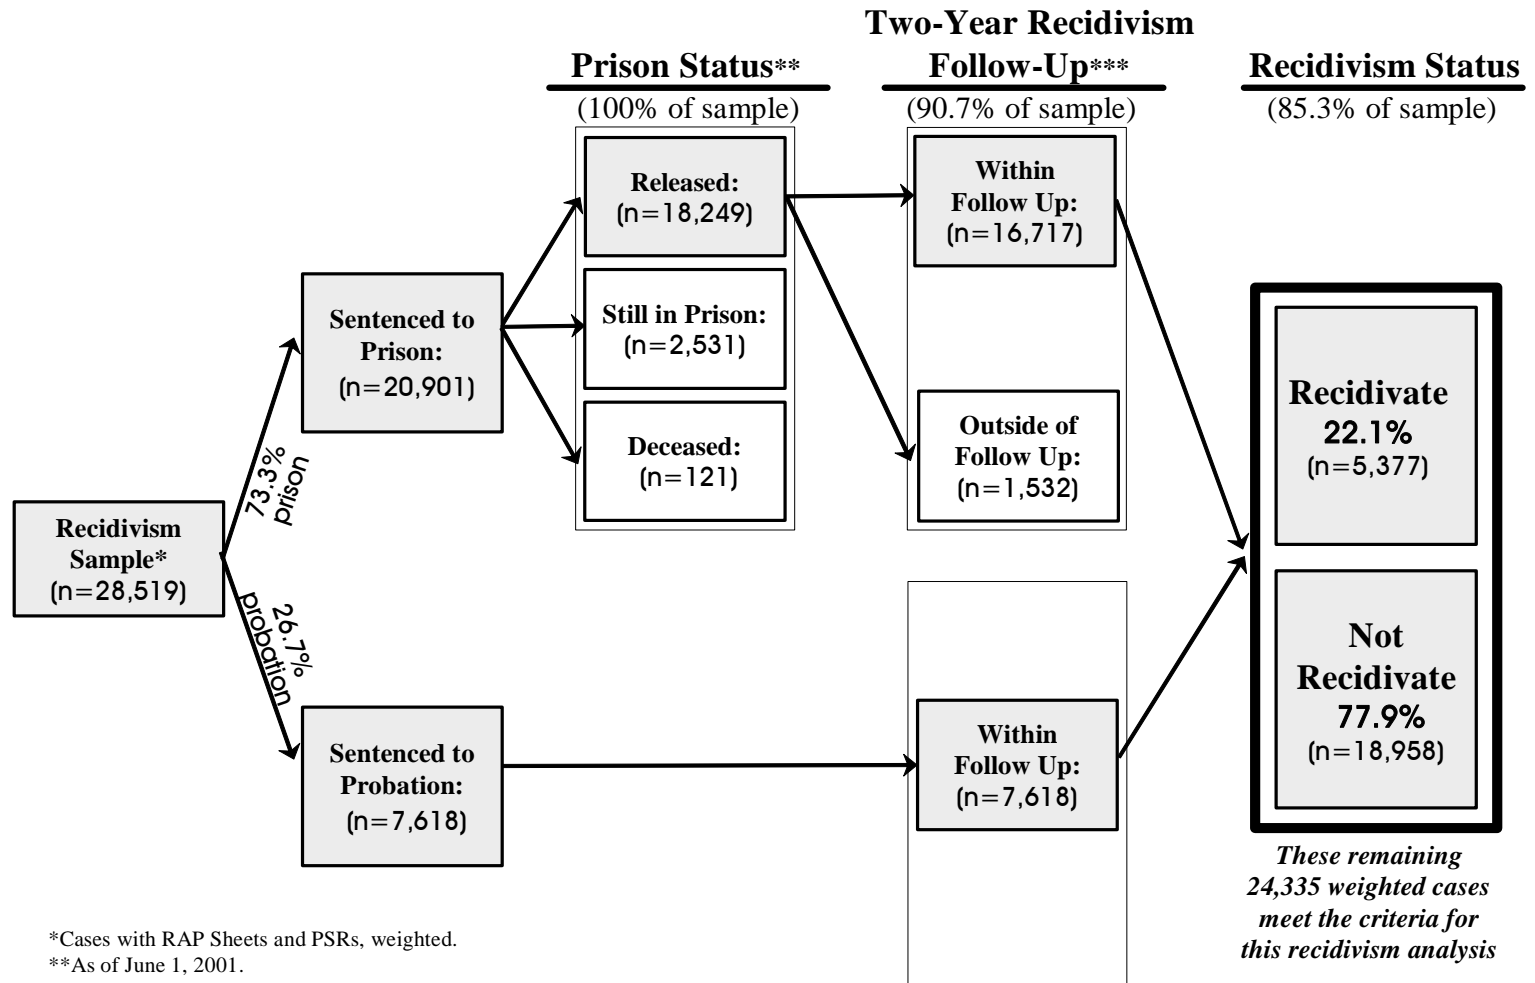 Two-Year Recidivism
Prison Status**
Follow-Up***
Recidivism Status
(100% of sample)
(90.7% of sample)
(85.3% of sample)
Released:
(n=18,249)
Within
Follow Up:
(n=16,717)
Sentenced to
Prison:
(n=20,901)
Still in Prison:
(n=2,531)
Deceased:
(n=121)
Outside of
Follow Up:
(n=1,532)
Recidivate
22.1%
(n=5,377)
73.3%
prison
Recidivism
Sample*
(n=28,519)
26.7%
probation
Not
Recidivate
77.9%
(n=18,958)
Sentenced to
Probation:
(n=7,618)
Within
Follow Up:
(n=7,618)
These remaining
24,335 weighted cases
meet the criteria for
this recidivism analysis
*Cases with RAP Sheets and PSRs, weighted.
**As of June 1, 2001.